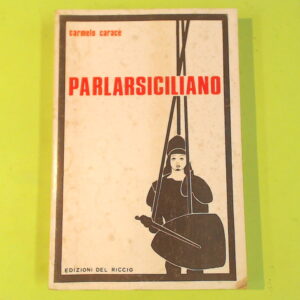 carmelo carace
PARLARSICILIANO
EDIZIONI DEL RICCIO